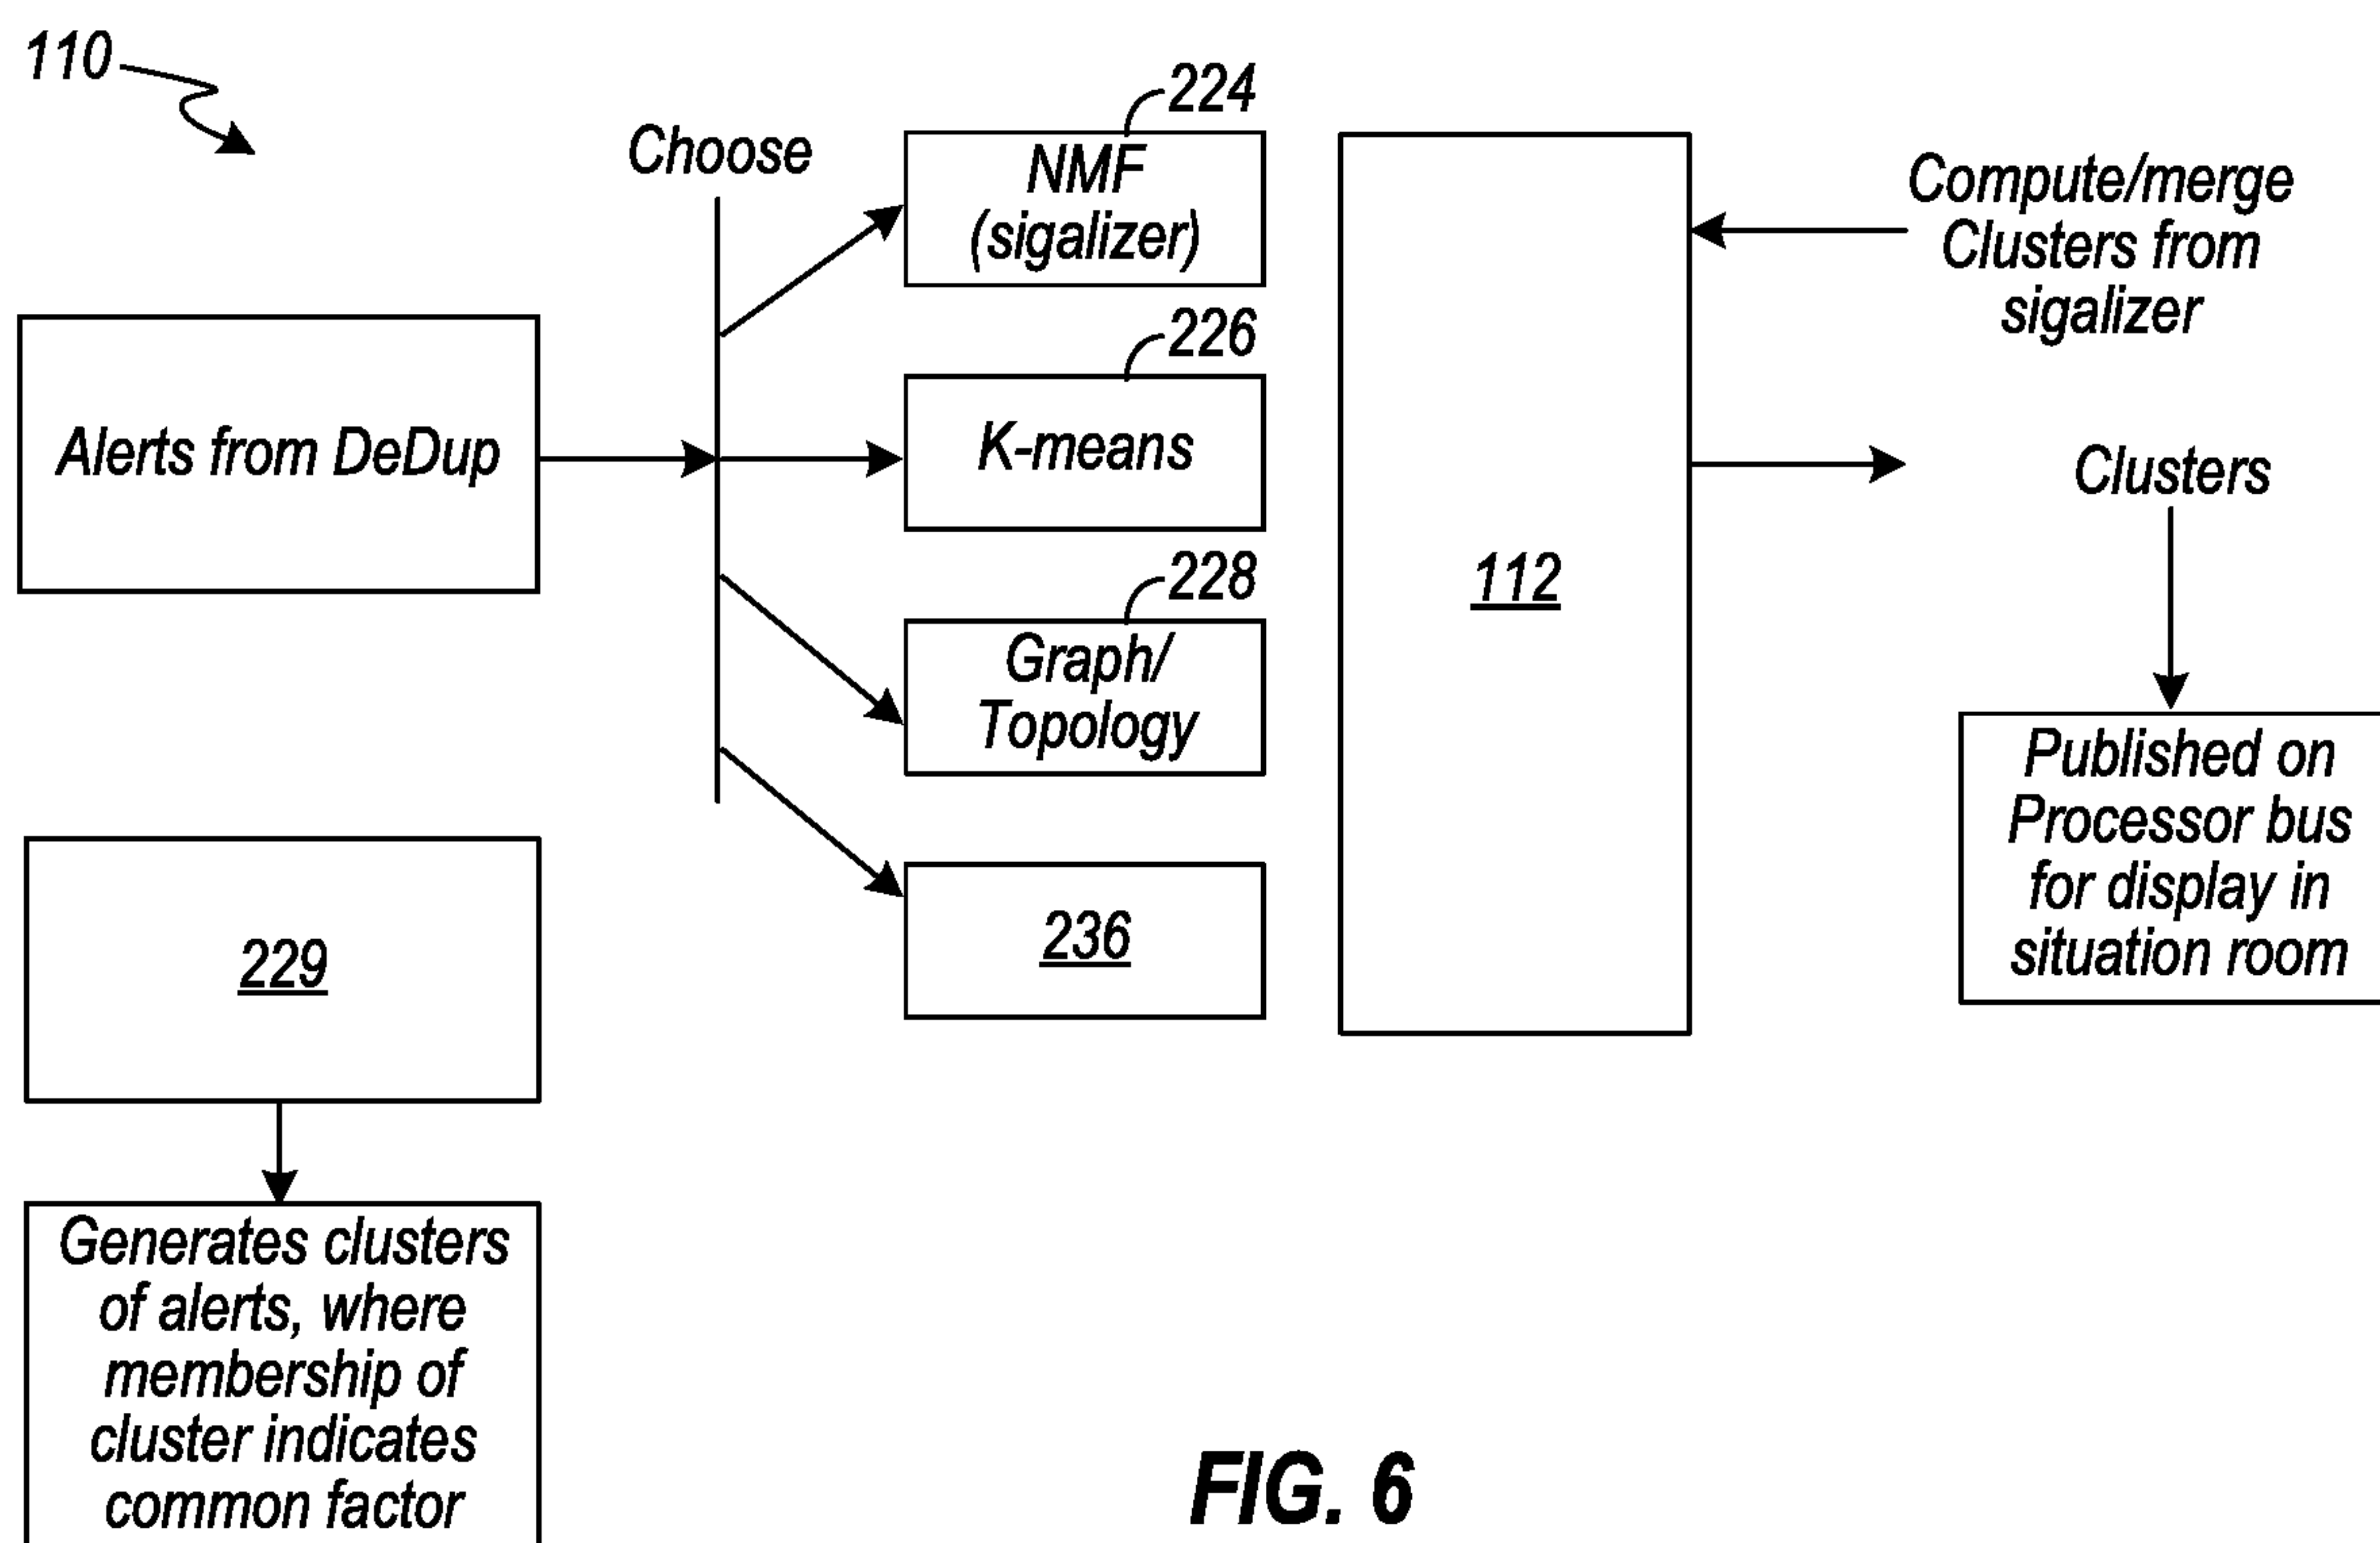 110
Choose
224
NMF
(sigalizer)
Compute/merge
Clusters from
sigalizer
226
Alerts from DeDup
K-means
Clusters
228
Graph/
Topology
112
Published on
Processor bus
for display in
situation room
236
229
Generates clusters
of alerts, where
membership of
cluster indicates
common factor
FIG. 6